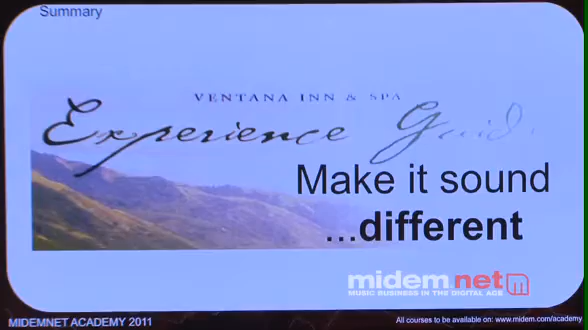 Summary
VENTANA INN & SPA
Experience Guide
Make it sound
...different
midem.net m
MUSIC BUSINESS IN THE DIGITAL AGE
MIDEMNET ACADEMY 2011
All courses to be available on: www.midem.com/academy